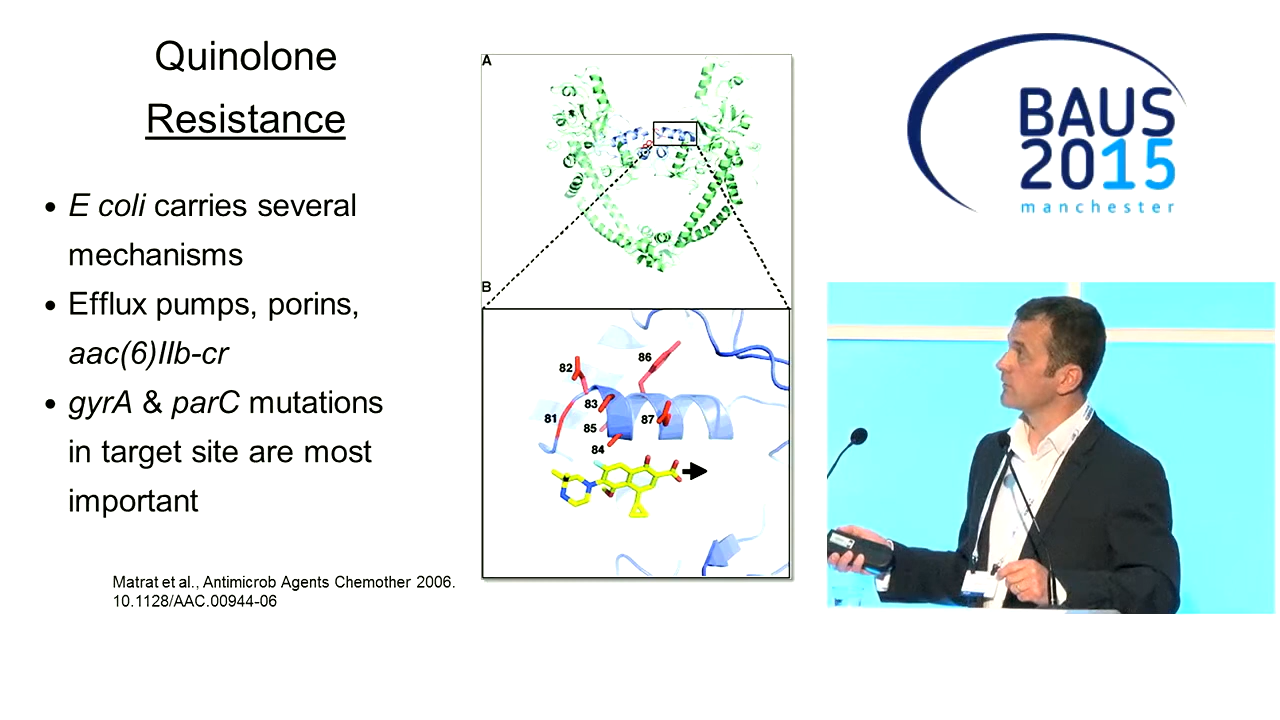 Quinolone
Resistance
E coli carries several
mechanisms
Efflux pumps, porins,
aac(6)IIb-cr
gyrA & parC mutations
in target site are most
important
Matrat et al., Antimicrob Agents Chemother 2006.
10.1128/AAC.00944-06
A
B
82
86
81
83
85
87
84
BAUS
2015
manchester